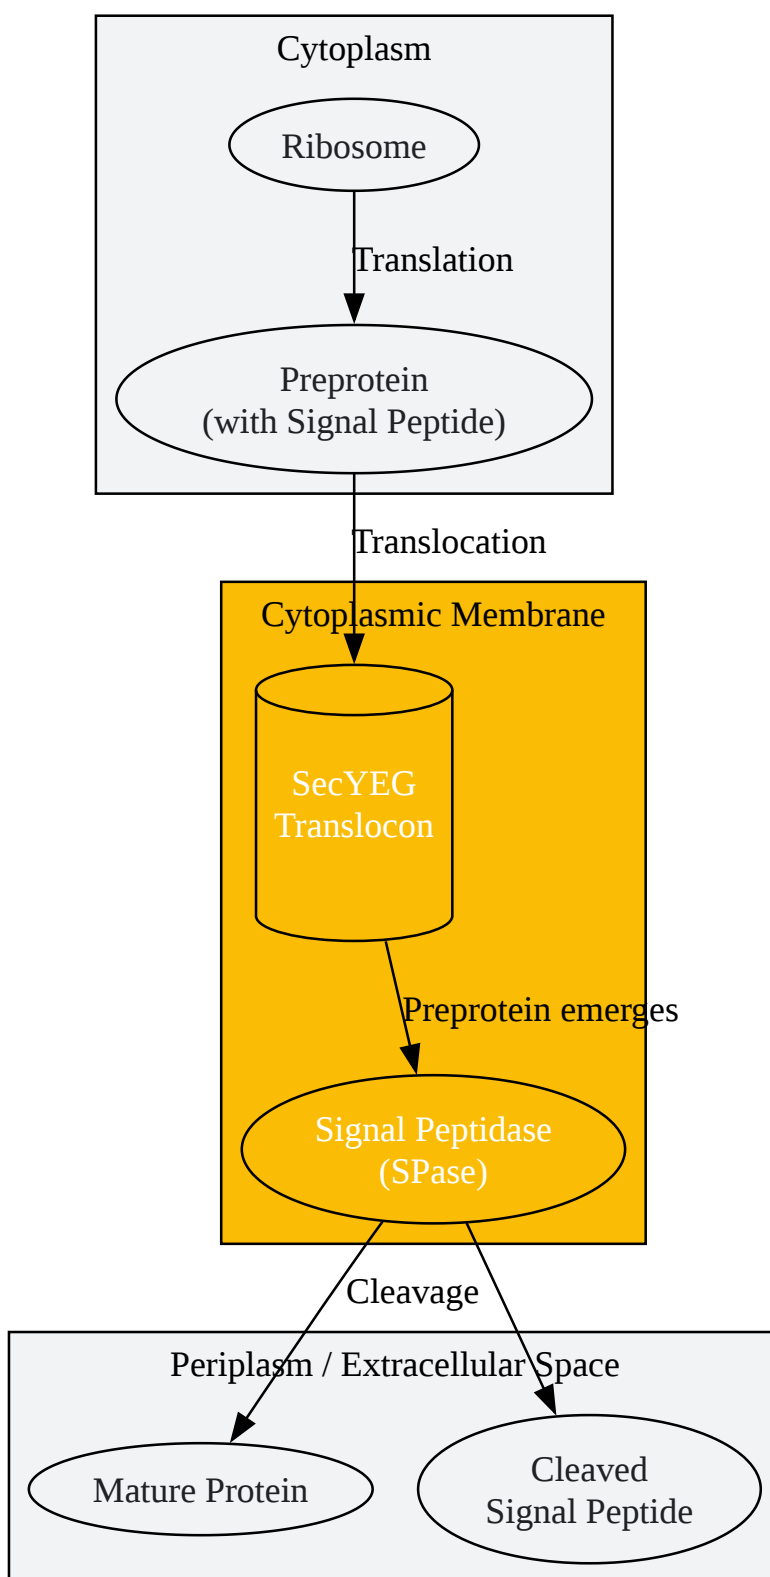 Cytoplasm
Ribosome
Translation
Preprotein
(with Signal Peptide)
Translocation
Cytoplasmic Membrane
SecYEG
Translocon
Preprotein emerges
Signal Peptidase
(SPase)
Cleavage
Periplasm / Extracellular Space
Mature Protein
Cleaved
Signal Peptide